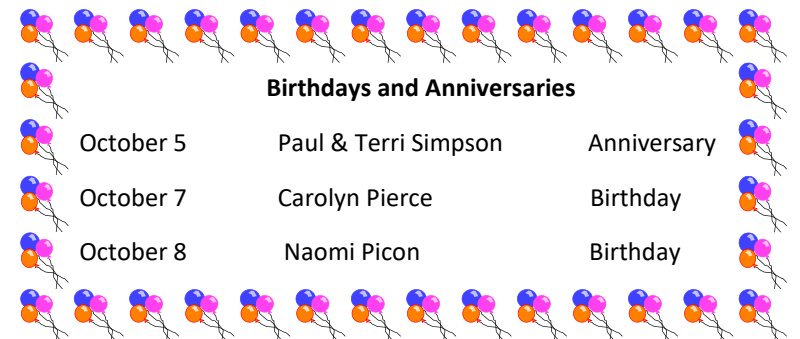 Birthdays and Anniversaries
October 5 Paul & Terri Simpson Anniversary
October 7 Carolyn Pierce Birthday
October 8 Naomi Picon Birthday